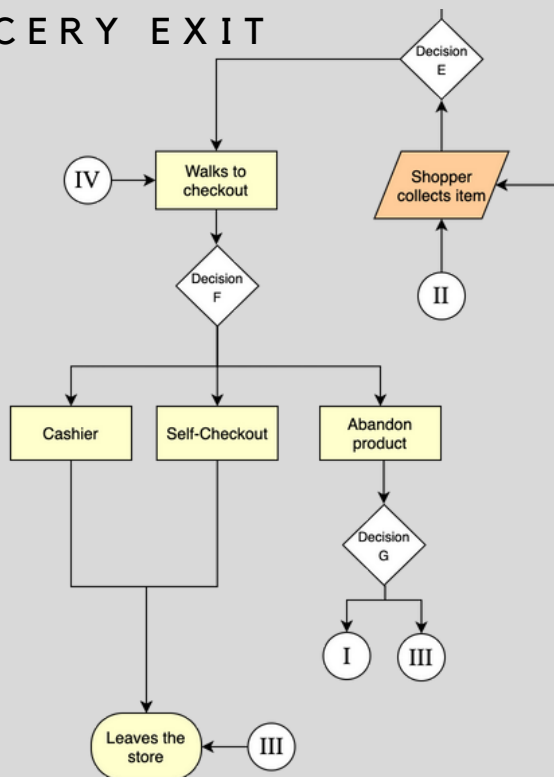 CERY EXIT
Decision
E
IV
Walks to
checkout
Shopper
collects item
II
Decision
F
Cashier
Self-Checkout
Abandon
product
Decision
G
I
III
Leaves the
store
III